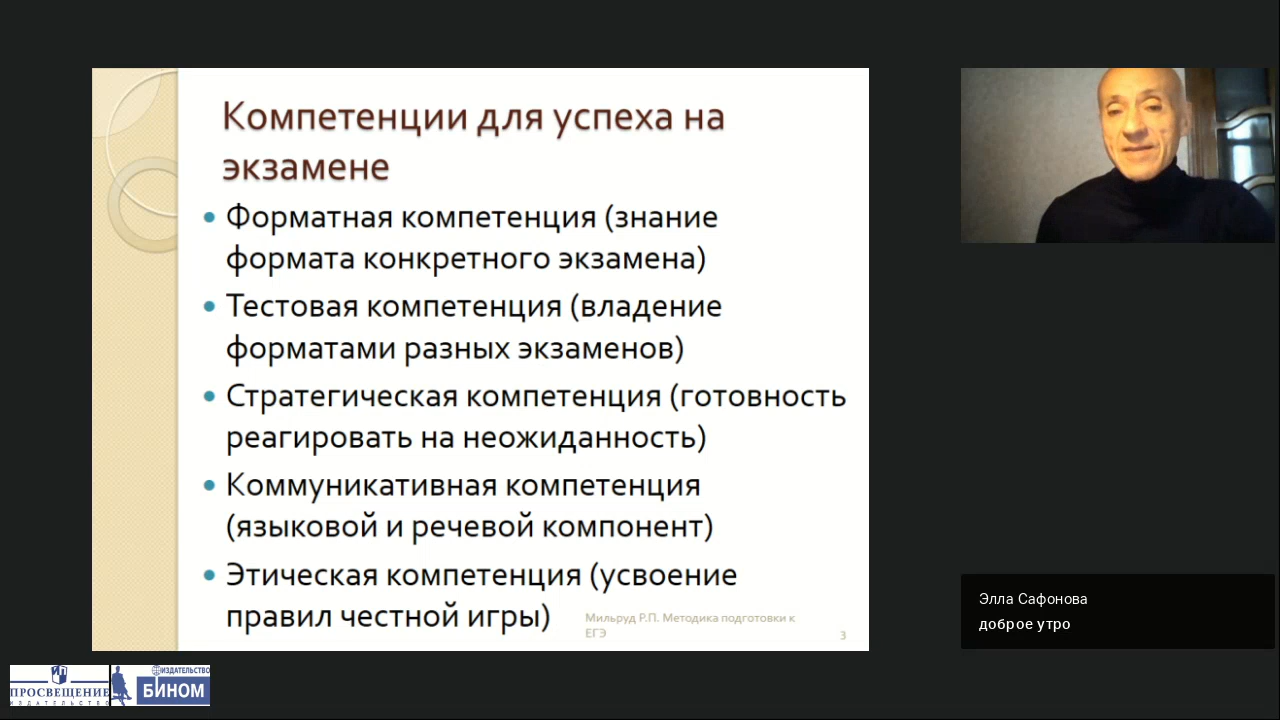 Компетенции для успеха на
экзамене
• Форматная компетенция (знание
формата конкретного экзамена)
• Тестовая компетенция (владение
форматами разных экзаменов)
• Стратегическая компетенция (готовность
реагировать на неожиданность)
• Коммуникативная компетенция
(языковой и речевой компонент)
• Этическая компетенция (усвоение
правил честной игры)
Мильруд Р.П. Методика подготовки к
ЕГЭ
3
Элла Сафонова
доброе утро
ПРОСВЕЩЕНИЕ
ИЗДАТЕЛЬСТВО
ИЗДАТЕЛЬСТВО
БИНОМ